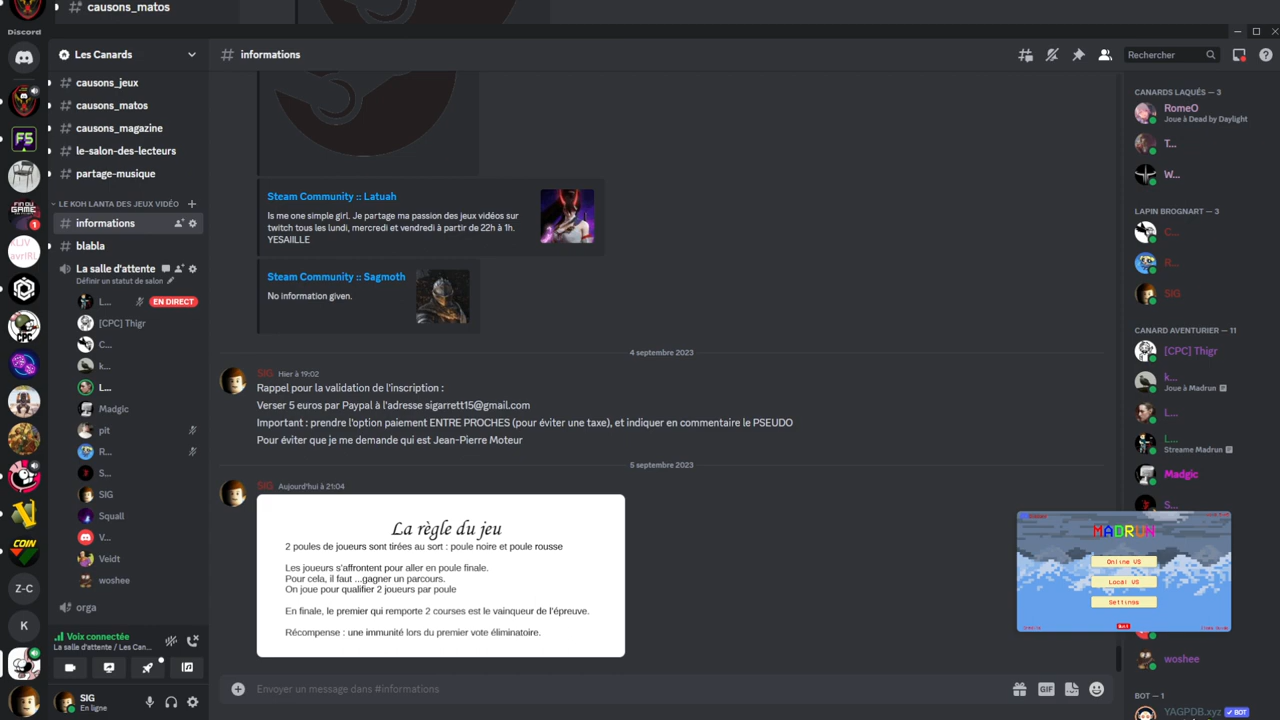 causons_matos
Discord
Les Canards
informations
Rechercher
causons_jeux
causons_matos
causons_magazine
le-salon-des-lecteurs
partage-musique
LE KOH LANTA DES JEUX VIDÉO
informations
blabla
La salle d'attente
Définir un statut de salon
L...
EN DIRECT
[CPC] Thigr
C...
k...
L...
Madgic
pit
R...
S...
SIG
Squall
V...
Veidt
woshee
orga
Voix connectée
La salle d'attente / Les Can...
SIG
En ligne
FS
FIN DU
GAME
1
CPC
COIN
Z-C
K
Steam Community :: Latuah
Is me one simple girl. Je partage ma passion des jeux vidéos sur
twitch tous les lundi, mercredi et vendredi à partir de 22h à 1h.
YESAIILLE
Steam Community :: Sagmoth
No information given.
4 septembre 2023
SIG Hier à 19:02
Rappel pour la validation de l'inscription :
Verser 5 euros par Paypal à l'adresse sigarrett15@gmail.com
Important : prendre l'option paiement ENTRE PROCHES (pour éviter une taxe), et indiquer en commentaire le PSEUDO
Pour éviter que je me demande qui est Jean-Pierre Moteur
5 septembre 2023
SIG Aujourd'hui à 21:04
La règle du jeu
2 poules de joueurs sont tirées au sort : poule noire et poule rousse
Les joueurs s'affrontent pour aller en poule finale.
Pour cela, il faut ...gagner un parcours.
On joue pour qualifier 2 joueurs par poule
En finale, le premier qui remporte 2 courses est le vainqueur de l'épreuve.
Récompense : une immunité lors du premier vote éliminatoire.
Envoyer un message dans #informations
GIF
CANARDS LAQUÉS — 3
RomeO
Joue à Dead by Daylight
T...
W...
LAPIN BROGNART — 3
C...
R...
SIG
CANARD AVENTURIER — 11
[CPC] Thigr
k...
Joue à Madrun
L...
L...
Streame Madrun
Madgic
S...
MADRUN
Online VS
Local VS
Settings
Quit
woshee
BOT — 1
YAGPDB.xyz
BOT